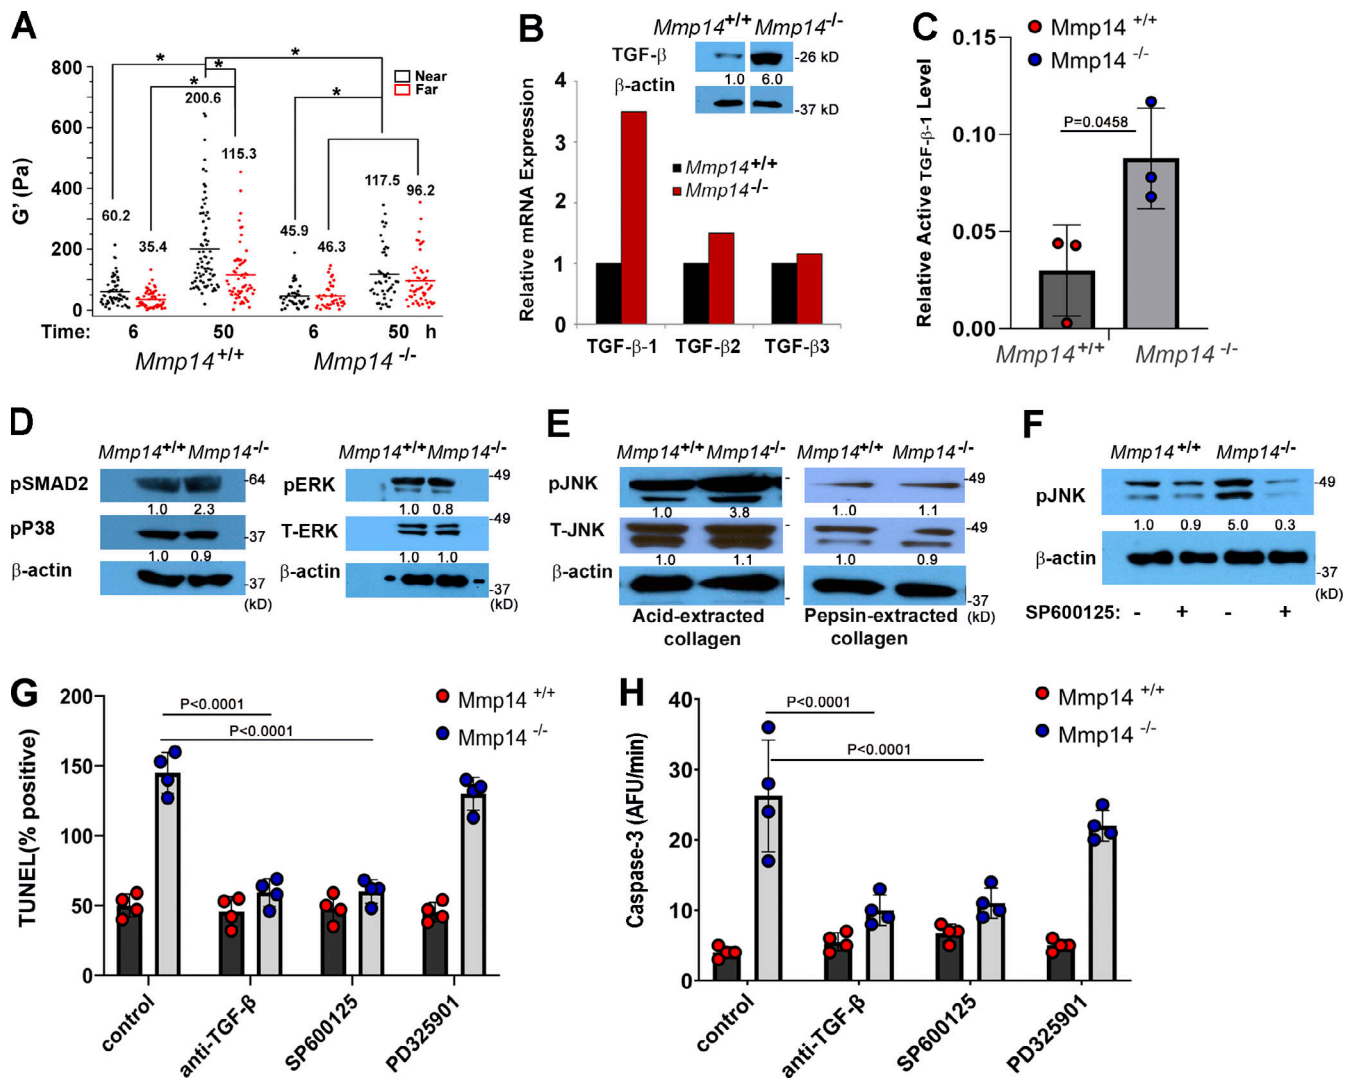 A
*
*
*
*
*
800
600
400
200
0
G' (Pa)
Near
Far
60.2
35.4
200.6
115.3
45.9
46.3
117.5
96.2
Time: 6 50 6 50 h
Mmp14+/+ Mmp14-/-
B
Mmp14+/+ Mmp14-/-
TGF-β -26 kD
1.0 6.0
β-actin -37 kD
Relative mRNA Expression
4
3
2
1
0
Mmp14+/+
Mmp14-/-
TGF-β-1 TGF-β2 TGF-β3
C
Mmp14 +/+
Mmp14 -/-
Relative Active TGF-β-1 Level
0.15
0.10
0.05
0.00
P=0.0458
Mmp14+/+ Mmp14 -/-
D
Mmp14+/+ Mmp14-/-
pSMAD2 -64
1.0 2.3
pP38 -37
1.0 0.9
β-actin -37
(kD)
Mmp14+/+ Mmp14-/-
pERK -49
1.0 0.8
T-ERK -49
1.0 1.0
β-actin -37
(kD)
E
Mmp14+/+ Mmp14-/- Mmp14+/+ Mmp14-/-
pJNK - -49
1.0 3.8 1..0 1.1
T-JNK - -49
1.0 1.1 1.0 0.9
β-actin - -37
(kD)
Acid-extracted collagen
Pepsin-extracted collagen
F
Mmp14+/+ Mmp14-/-
pJNK -49
1.0 0.9 5.0 0.3
β-actin -37
(kD)
SP600125: - + - +
G
TUNEL(% positive)
200
150
100
50
0
P<0.0001
P<0.0001
Mmp14 +/+
Mmp14 -/-
control
anti-TGF-β
SP600125
PD325901
H
Caspase-3 (AFU/min)
40
30
20
10
0
P<0.0001
P<0.0001
Mmp14 +/+
Mmp14 -/-
control
anti-TGF-β
SP600125
PD325901